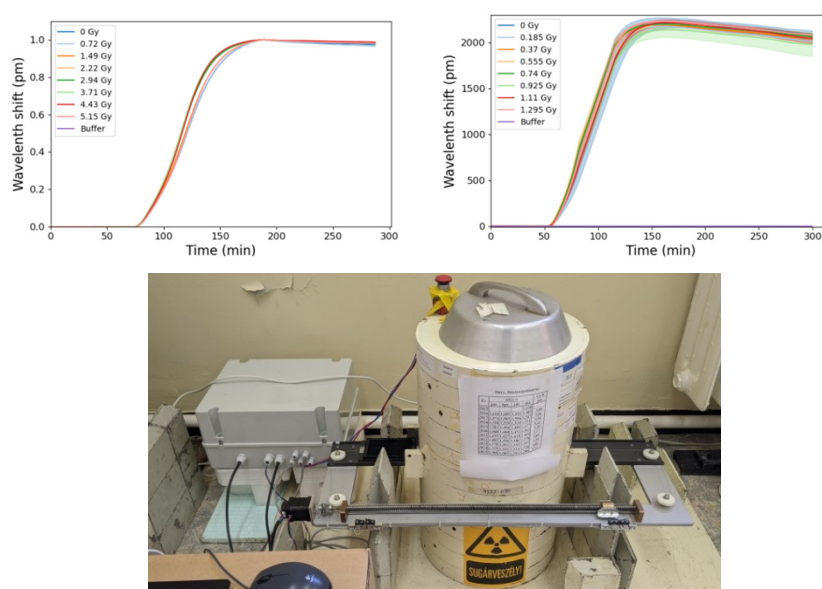 0 Gy
0.72 Gy
1.49 Gy
2.22 Gy
2.94 Gy
3.71 Gy
4.43 Gy
5.15 Gy
Buffer
1.0
0.8
0.6
0.4
0.2
0.0
Wavelenth shift (pm)
0 50 100 150 200 250 300
Time (min)
0 Gy
0.185 Gy
0.37 Gy
0.555 Gy
0.74 Gy
0.925 Gy
1.11 Gy
1.295 Gy
Buffer
2000
1500
1000
500
0
Wavelenth shift (pm)
0 50 100 150 200 250 300
Time (min)
SUGÁRVESZÉLY!